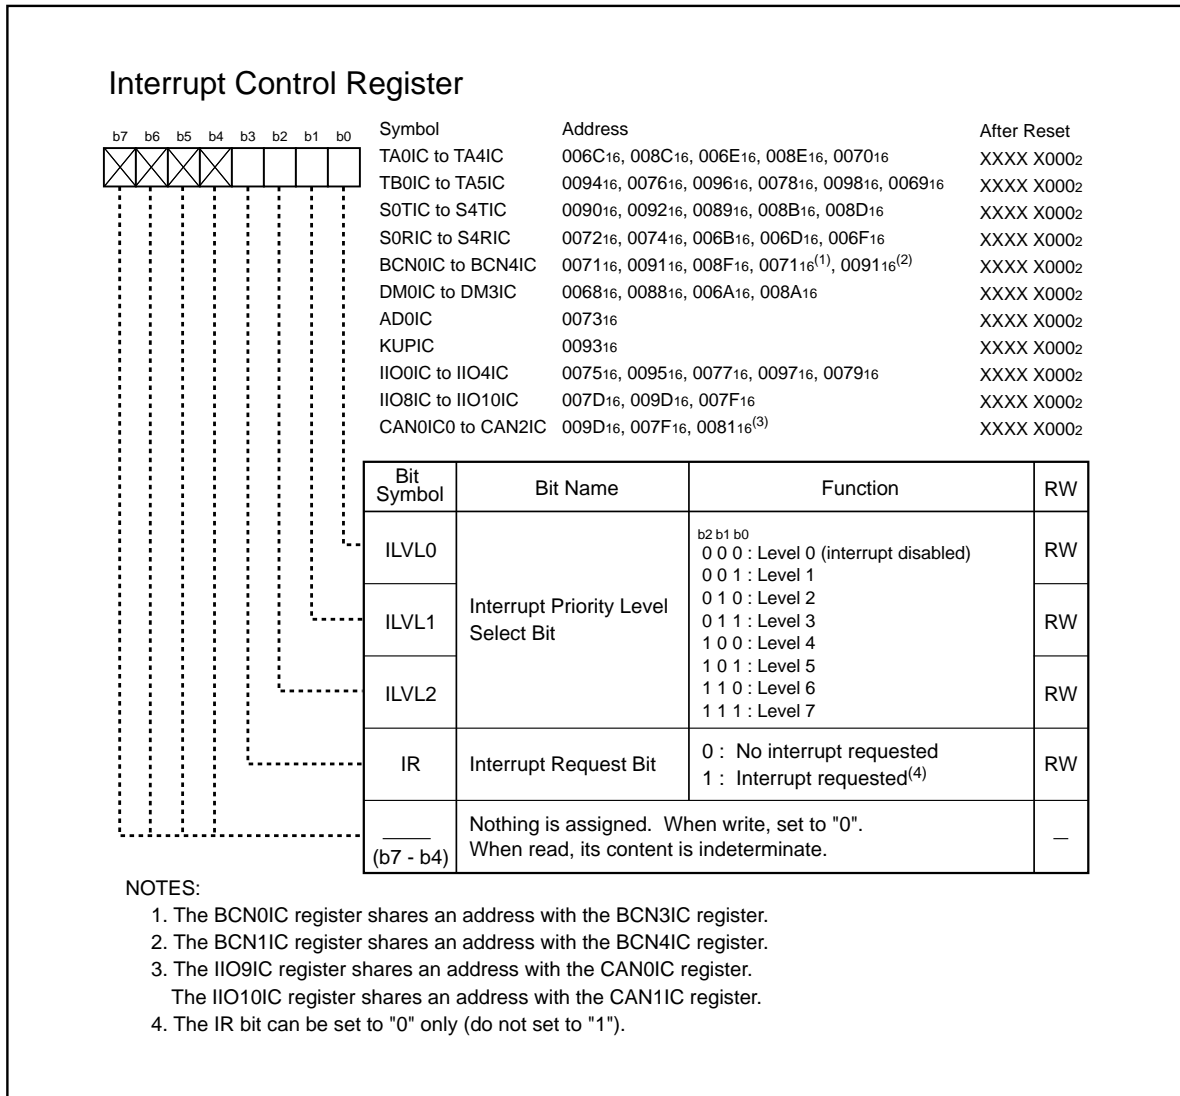 Interrupt Control Register
b7 b6 b5 b4 b3 b2 b1 b0
Symbol Address After Reset
TA0IC to TA4IC 006C16, 008C16, 006E16, 008E16, 007016 XXXX X0002
TB0IC to TA5IC 009416, 007616, 009616, 007816, 009816, 006916 XXXX X0002
S0TIC to S4TIC 009016, 009216, 008916, 008B16, 008D16 XXXX X0002
S0RIC to S4RIC 007216, 007416, 006B16, 006D16, 006F16 XXXX X0002
BCN0IC to BCN4IC 007116, 009116, 008F16, 007116(1), 009116(2) XXXX X0002
DM0IC to DM3IC 006816, 008816, 006A16, 008A16 XXXX X0002
AD0IC 007316 XXXX X0002
KUPIC 009316 XXXX X0002
IIO0IC to IIO4IC 007516, 009516, 007716, 009716, 007916 XXXX X0002
IIO8IC to IIO10IC 007D16, 009D16, 007F16 XXXX X0002
CAN0IC0 to CAN2IC 009D16, 007F16, 008116(3) XXXX X0002
Bit
Symbol Bit Name Function RW
b2 b1 b0
ILVL0 0 0 0 : Level 0 (interrupt disabled) RW
0 0 1 : Level 1
Interrupt Priority Level 0 1 0 : Level 2
ILVL1 Select Bit 0 1 1 : Level 3 RW
1 0 0 : Level 4
1 0 1 : Level 5
ILVL2 1 1 0 : Level 6 RW
1 1 1 : Level 7
IR Interrupt Request Bit 0 : No interrupt requested RW
1 : Interrupt requested(4)
Nothing is assigned. When write, set to "0". —
(b7 - b4) When read, its content is indeterminate.
NOTES:
1. The BCN0IC register shares an address with the BCN3IC register.
2. The BCN1IC register shares an address with the BCN4IC register.
3. The IIO9IC register shares an address with the CAN0IC register.
The IIO10IC register shares an address with the CAN1IC register.
4. The IR bit can be set to "0" only (do not set to "1").